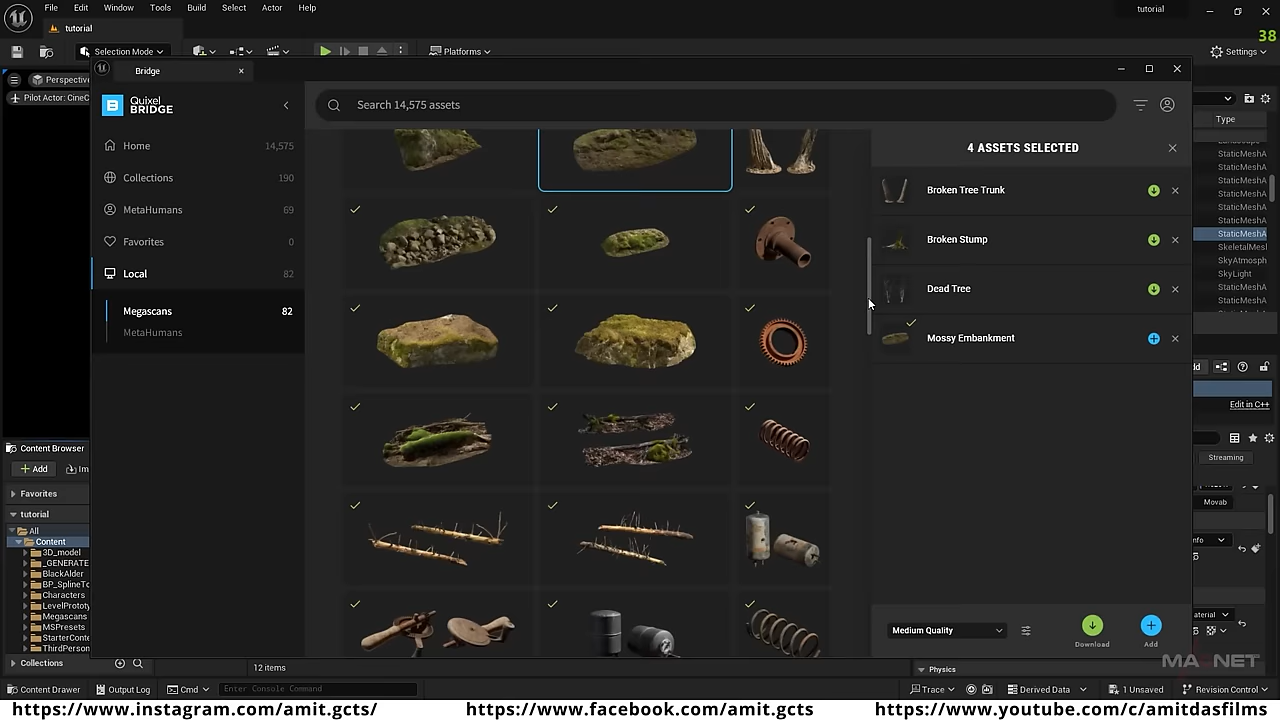 File Edit Window Tools Build Select Actor Help
tutorial
38
tutorial
Selection Mode
Platforms
Settings
Bridge
Perspective
Pilot Actor: CineC
Quixel
BRIDGE
Search 14,575 assets
Type
Home 14,575
Collections 190
MetaHumans 69
Favorites 0
Local 82
Megascans 82
MetaHumans
4 ASSETS SELECTED
Broken Tree Trunk
Broken Stump
Dead Tree
Mossy Embankment
StaticMeshA
StaticMeshA
StaticMeshA
StaticMeshA
StaticMeshA
StaticMeshA
StaticMeshA
SkeletalMesl
SkyAtmosph
SkyLight
StaticMeshA
StaticMeshA
Edit in C++
Streaming
Movab
Content Browser
Add Im
Favorites
tutorial
All
Content
3D_model
_GENERATE
BlackAlder
BP_SplineTo
Characters
LevelPrototy
Megascans
MSPresets
StarterConte
ThirdPerson
Collections
12 items
Medium Quality
Download
Add
Physics
MA NET
Content Drawer Output Log Cmd Enter Console Command
Trace Derived Data 1 Unsaved Revision Control
https://www.instagram.com/amit.gcts/ https://www.facebook.com/amit.gcts https://www.youtube.com/c/amitdasfilms